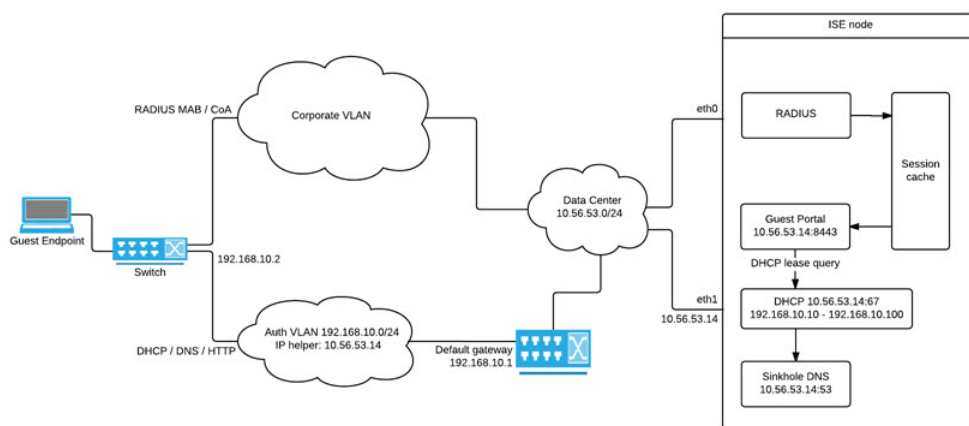 ISE node
RADIUS MAB / CoA
Corporate VLAN
eth0
RADIUS
Session
cache
Data Center
10.56.53.0/24
Guest Portal
10.56.53.14:8443
Guest Endpoint
192.168.10.2
Switch
DHCP lease query
eth1
10.56.53.14
DHCP 10.56.53.14:67
192.168.10.10 - 192.168.10.100
Auth VLAN 192.168.10.0/24
IP helper: 10.56.53.14
DHCP / DNS / HTTP
Default gateway
192.168.10.1
Sinkhole DNS
10.56.53.14:53